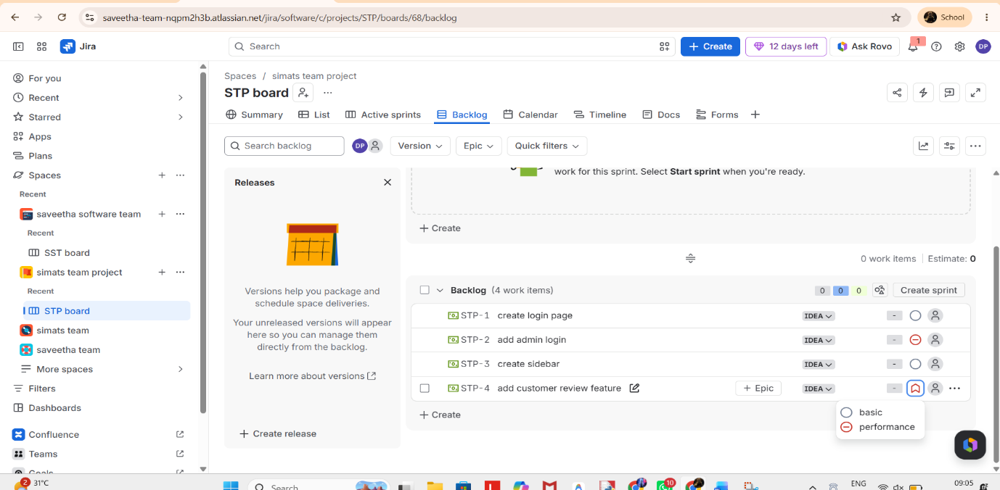 saveetha-team-nqpm2h3b.atlassian.net/jira/software/c/projects/STP/boards/68/backlog
School
Jira
Search
Create
12 days left
Ask Rovo
1
DP
For you
Recent
Starred
Apps
Plans
Spaces
Recent
saveetha software team
Recent
SST board
simats team project
Recent
STP board
simats team
saveetha team
More spaces
Filters
Dashboards
Confluence
Teams
Goals
Spaces / simats team project
STP board
Summary
List
Active sprints
Backlog
Calendar
Timeline
Docs
Forms
Search backlog
DP
Version
Epic
Quick filters
Releases
Versions help you package and
schedule space deliveries.
Your unreleased versions will appear
here so you can manage them
directly from the backlog.
Learn more about versions
Create release
work for this sprint. Select Start sprint when you're ready.
Create
0 work items Estimate: 0
Backlog (4 work items) 0 0 0 Create sprint
STP-1 create login page IDEA -
STP-2 add admin login IDEA -
STP-3 create sidebar IDEA -
STP-4 add customer review feature + Epic IDEA -
Create
basic
performance
2 31°C
Search
10
ENG
09:05